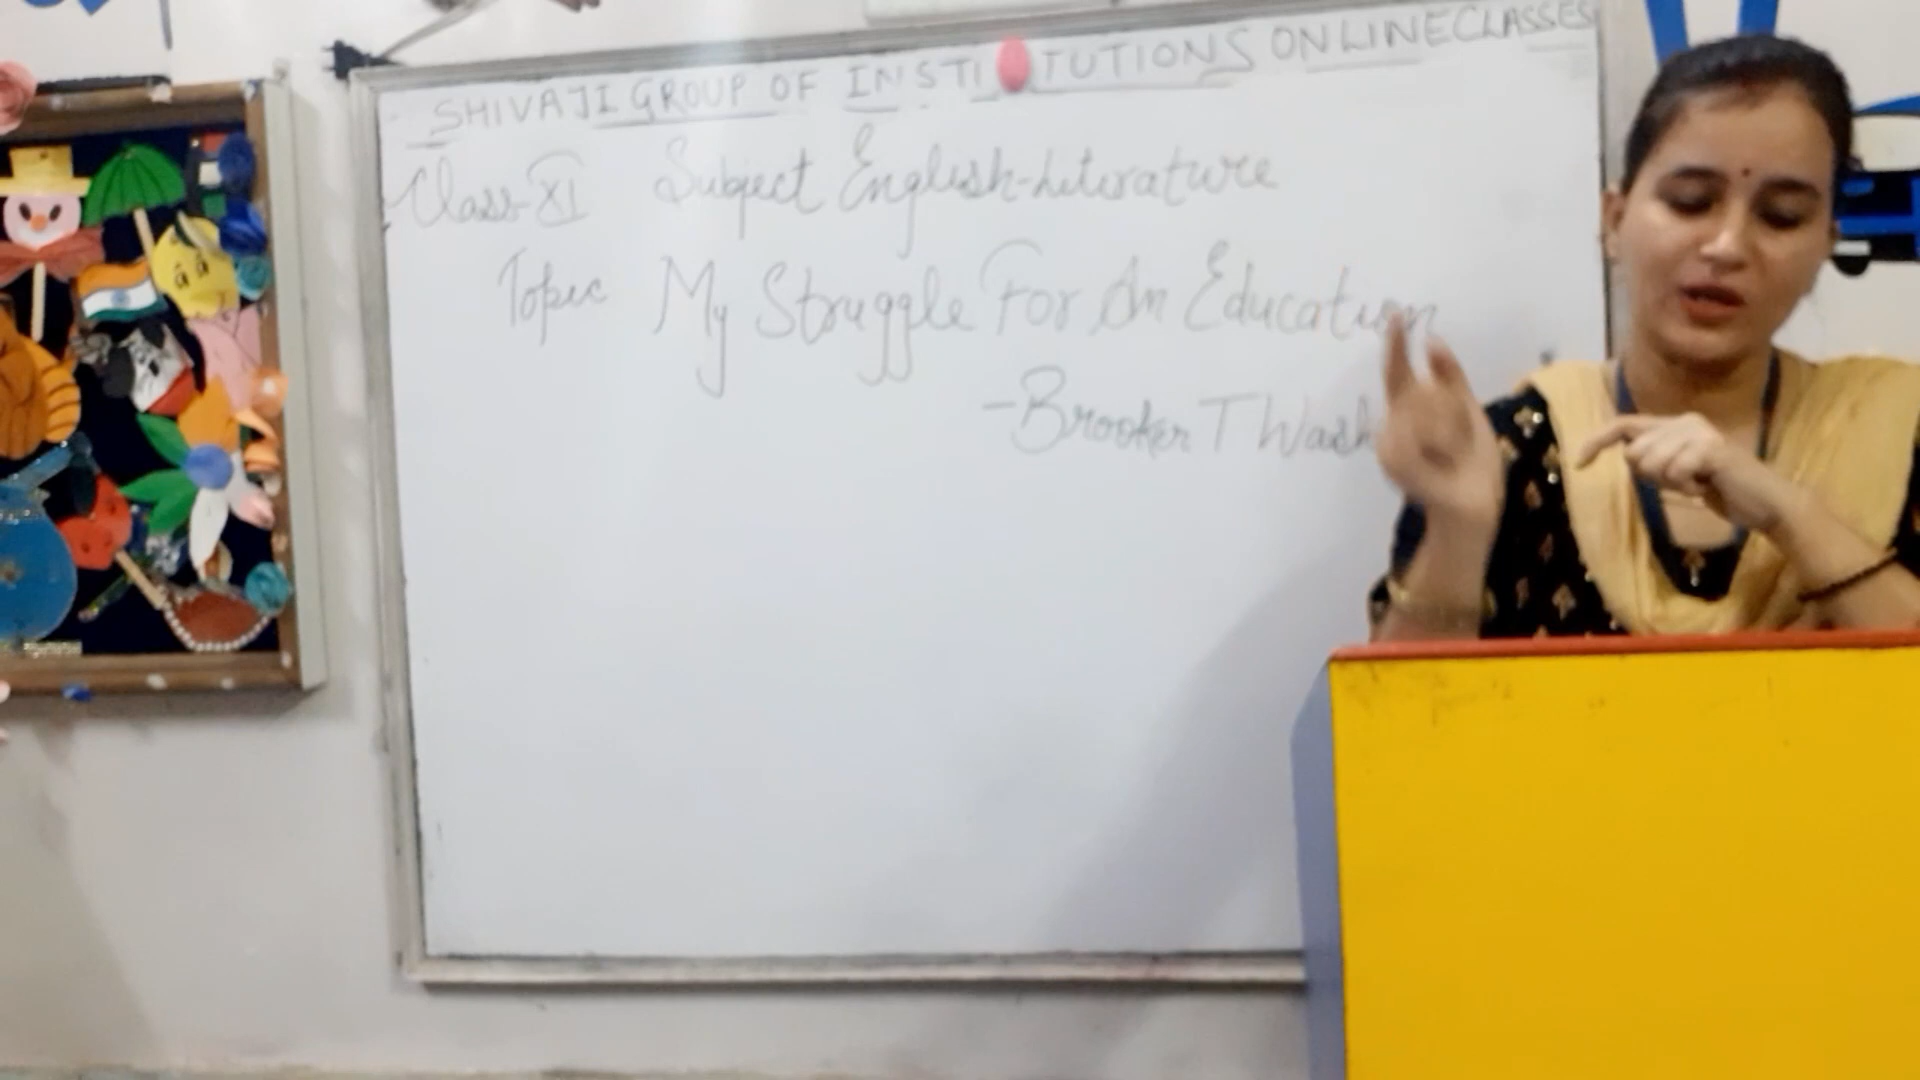 SHIVAJI GROUP OF INSTITUTIONS ONLINE CLASSES
Class-XI Subject English-Literature
Topic My Struggle For An Education
-Brooker T Wash